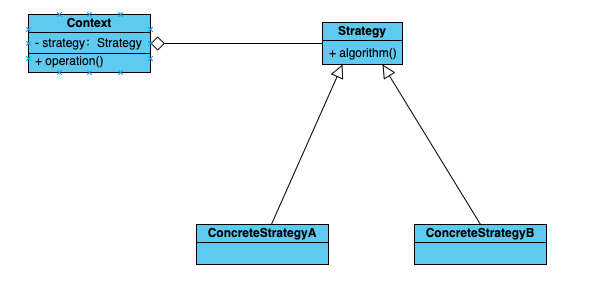 Context
- strategy： Strategy
+ operation()
Strategy
+ algorithm()
ConcreteStrategyA
ConcreteStrategyB